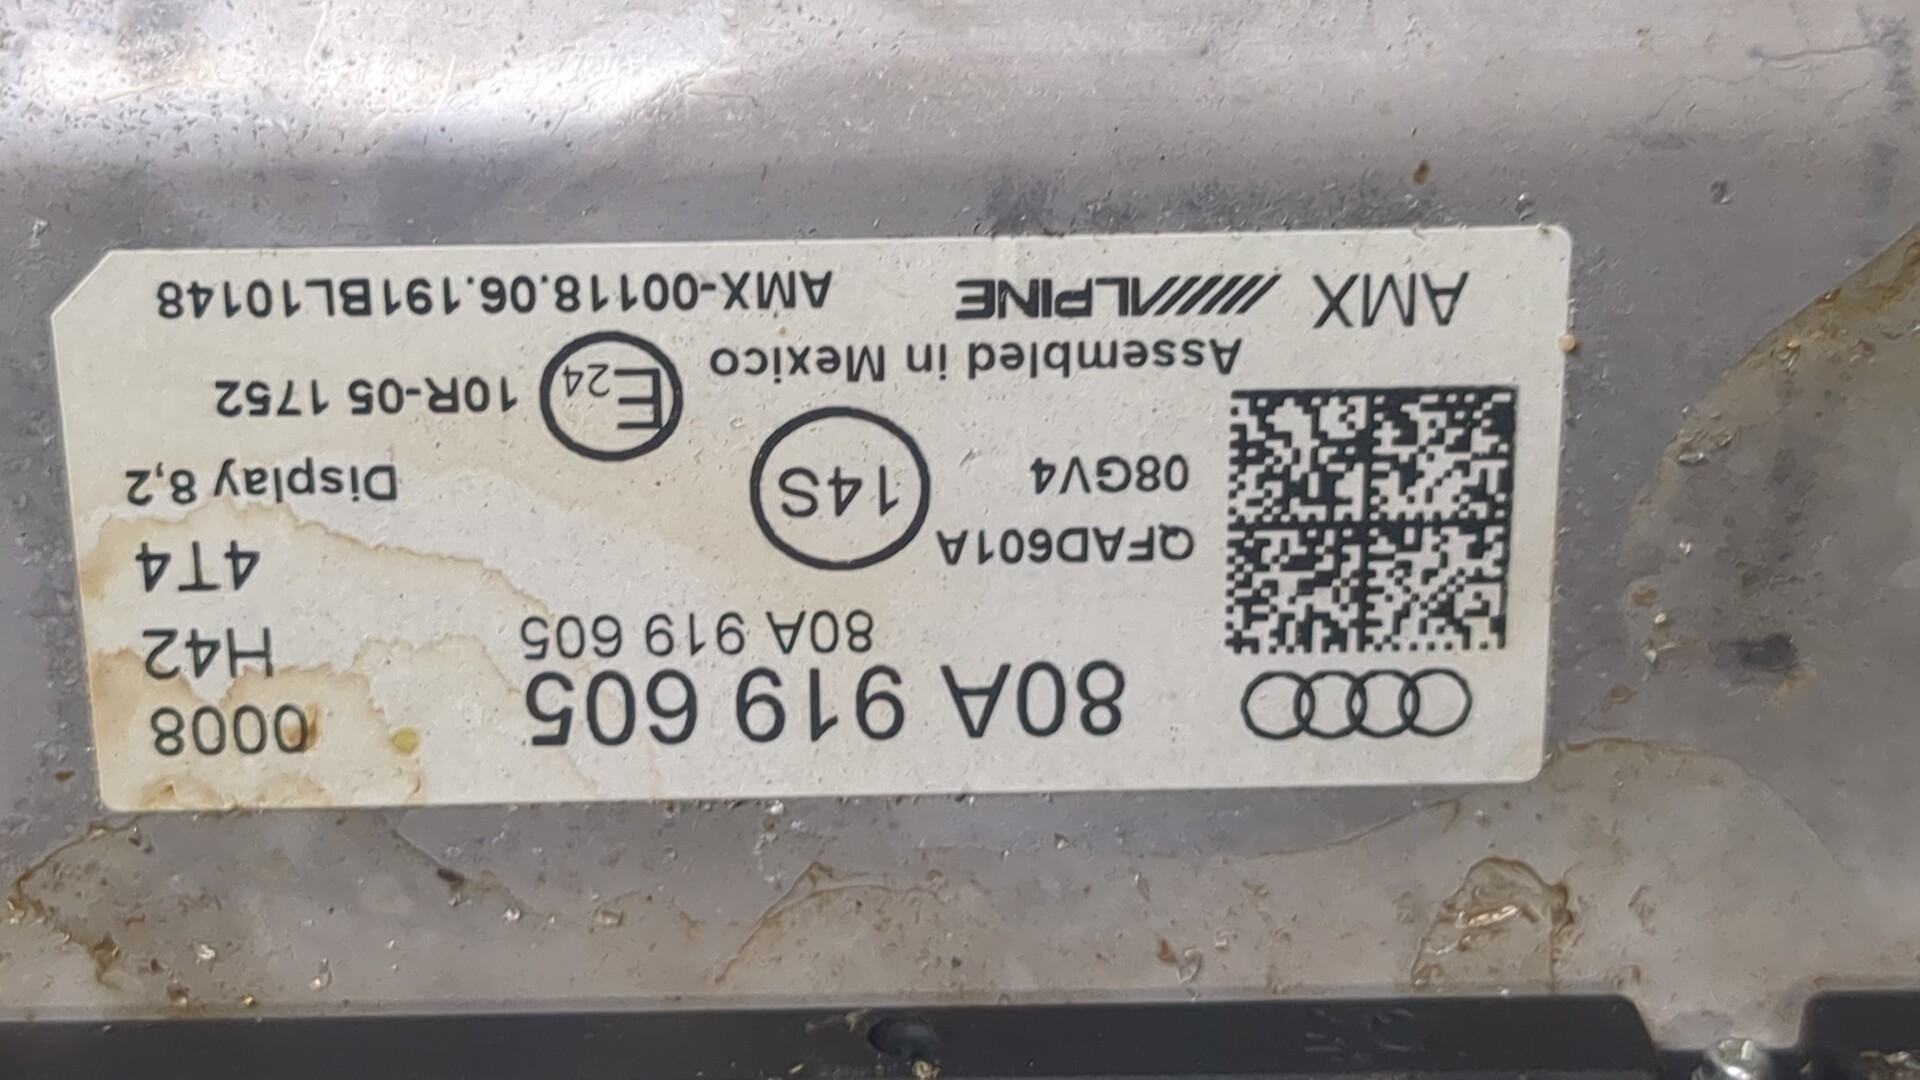 80A 919 605
0008
80A 919 605
H42
QFAD601A
14S
4T4
08GV4
Display 8,2
Assembled in Mexico
E24
10R-05 1752
AMX
ALPINE
AMX-00118.06.191BL10148